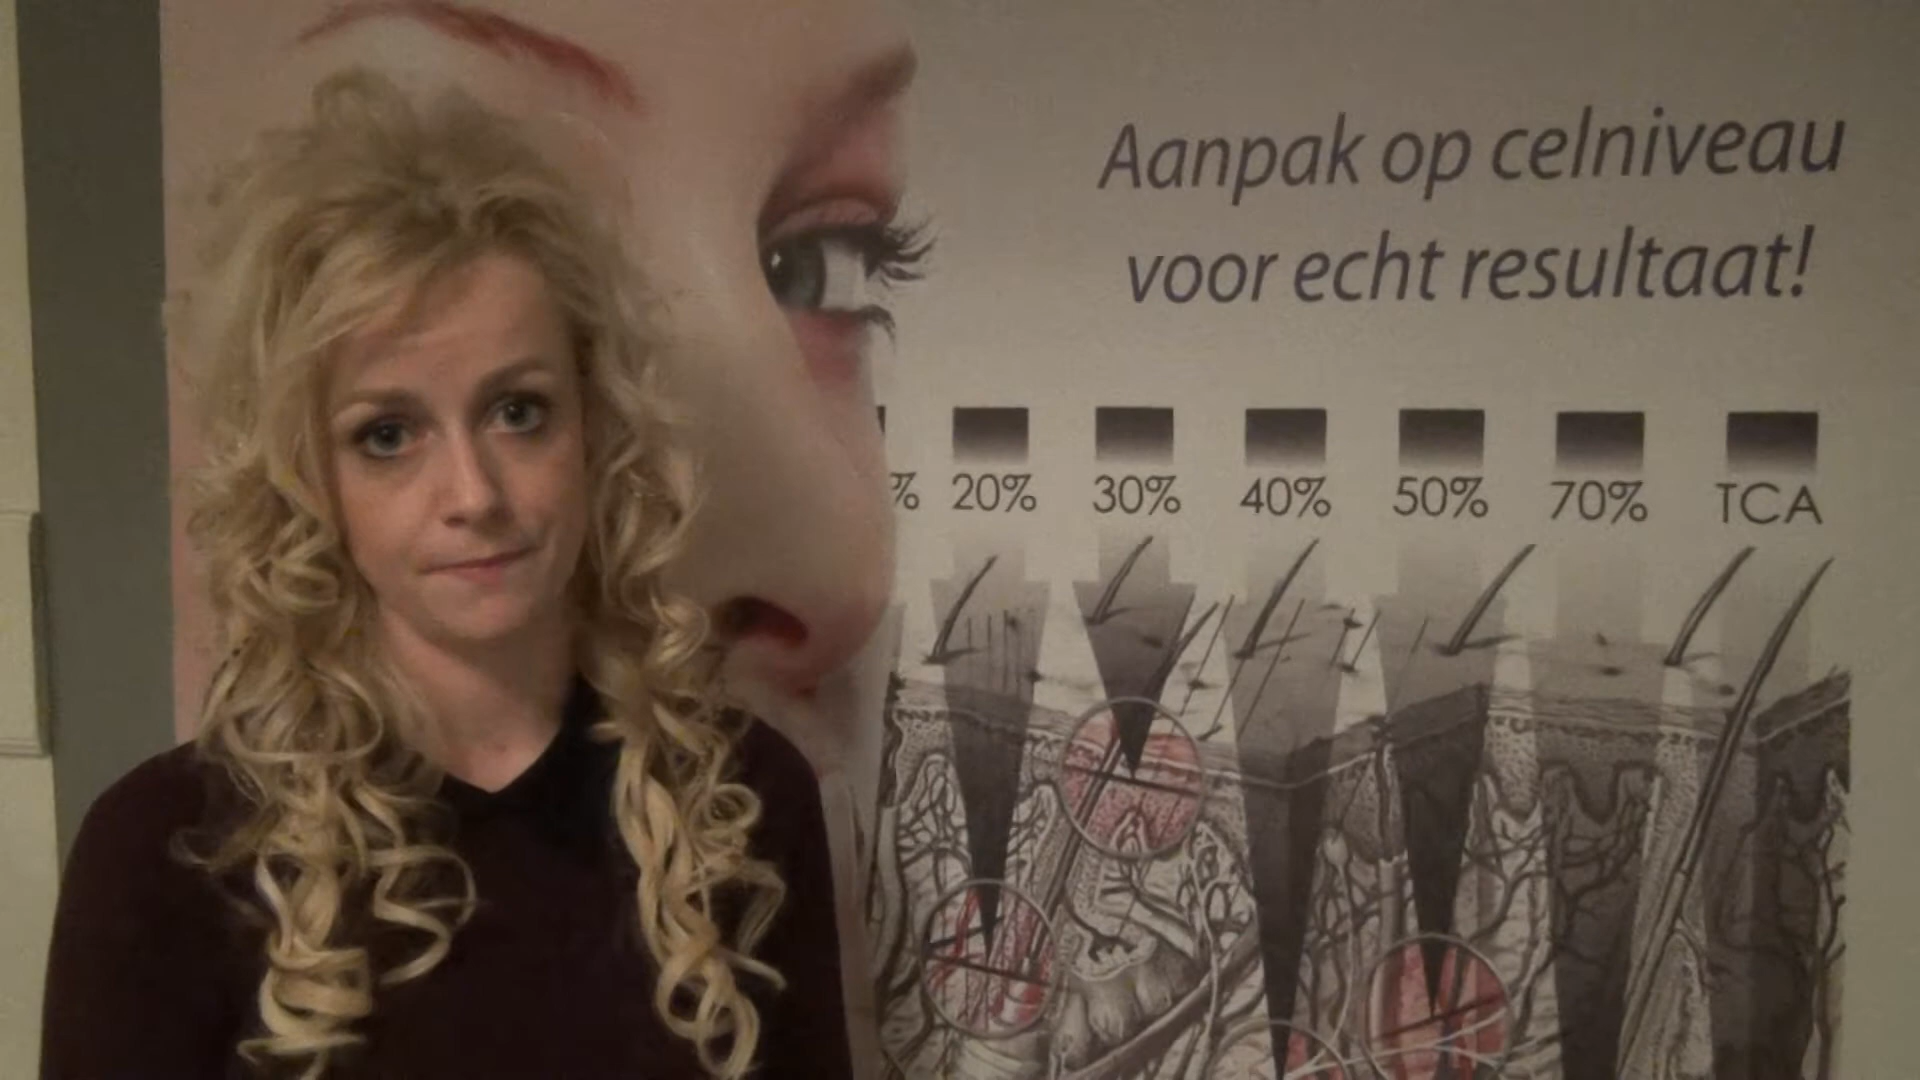 Aanpak op celniveau
voor echt resultaat!
% 20% 30% 40% 50% 70% TCA